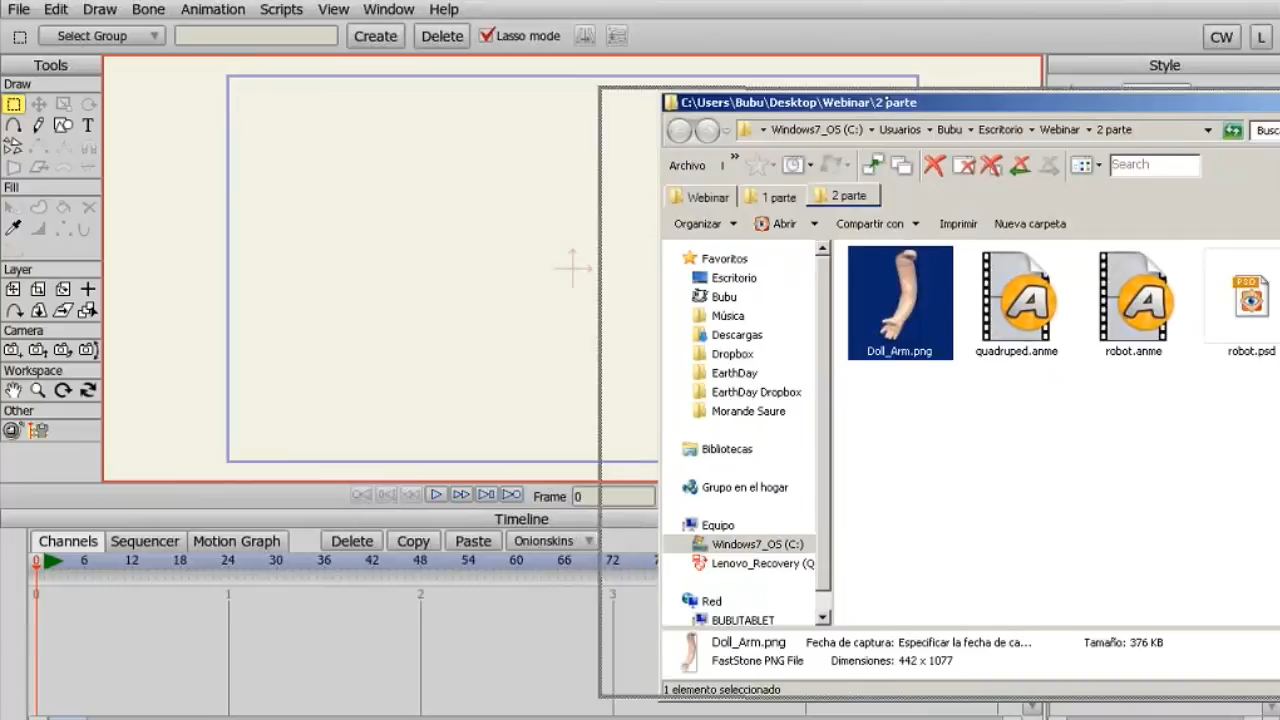 File Edit Draw Bone Animation Scripts View Window Help
Select Group Create Delete Lasso mode CW L
Tools Style
Draw
C:\Users\Bubu\Desktop\Webinar\2 parte
T
Windows7_OS (C:) Usuarios Bubu Escritorio Webinar 2 parte Busc
Archivo » Search
Fill
Webinar 1 parte 2 parte
Organizar Abrir Compartir con Imprimir Nueva carpeta
Layer
Favoritos
Escritorio
Bubu
Música
Descargas
Dropbox
EarthDay
EarthDay Dropbox
Morande Saure
Bibliotecas
Grupo en el hogar
Equipo
Windows7_OS (C:)
Lenovo_Recovery (Q
Red
BUBUTABLET
PSD
Doll_Arm.png quadruped.anme robot.anme robot.psd
Camera
Workspace
Other
Frame 0
Timeline
Channels Sequencer Motion Graph Delete Copy Paste Onionskins
0 6 12 18 24 30 36 42 48 54 60 66 72
0 1 2 3
Doll_Arm.png Fecha de captura: Especificar la fecha de ca... Tamaño: 376 KB
FastStone PNG File Dimensiones: 442 x 1077
1 elemento seleccionado